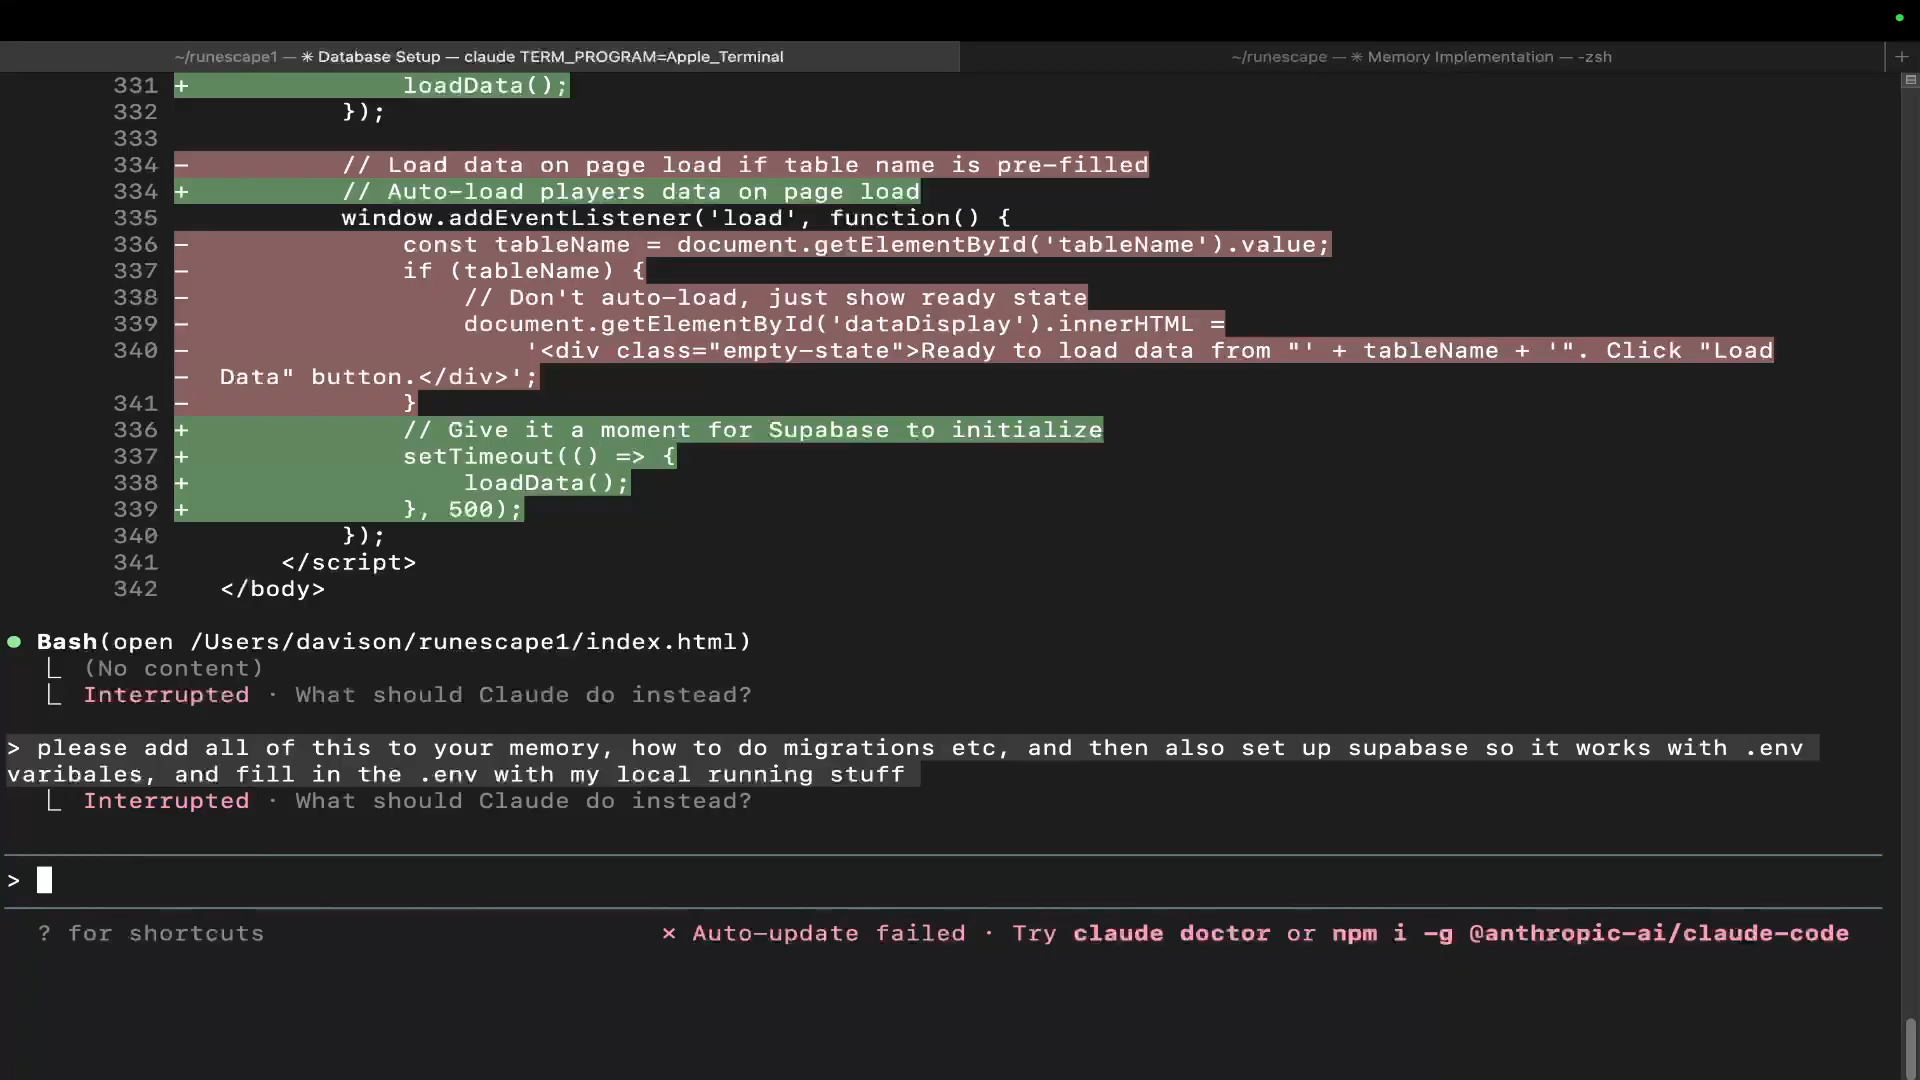 ~/runescape1 — ✳ Database Setup — claude TERM_PROGRAM=Apple_Terminal
~/runescape — ✳ Memory Implementation — -zsh
+
331 + loadData();
332 });
333
334 - // Load data on page load if table name is pre-filled
334 + // Auto-load players data on page load
335 window.addEventListener('load', function() {
336 - const tableName = document.getElementById('tableName').value;
337 - if (tableName) {
338 - // Don't auto-load, just show ready state
339 - document.getElementById('dataDisplay').innerHTML =
340 - '<div class="empty-state">Ready to load data from "' + tableName + '". Click "Load
- Data" button.</div>';
341 - }
336 + // Give it a moment for Supabase to initialize
337 + setTimeout(() => {
338 + loadData();
339 + }, 500);
340 });
341 </script>
342 </body>
● Bash(open /Users/davison/runescape1/index.html)
⎿ (No content)
⎿ Interrupted · What should Claude do instead?
> please add all of this to your memory, how to do migrations etc, and then also set up supabase so it works with .env
varibales, and fill in the .env with my local running stuff
⎿ Interrupted · What should Claude do instead?
>
? for shortcuts
× Auto-update failed · Try claude doctor or npm i -g @anthropic-ai/claude-code